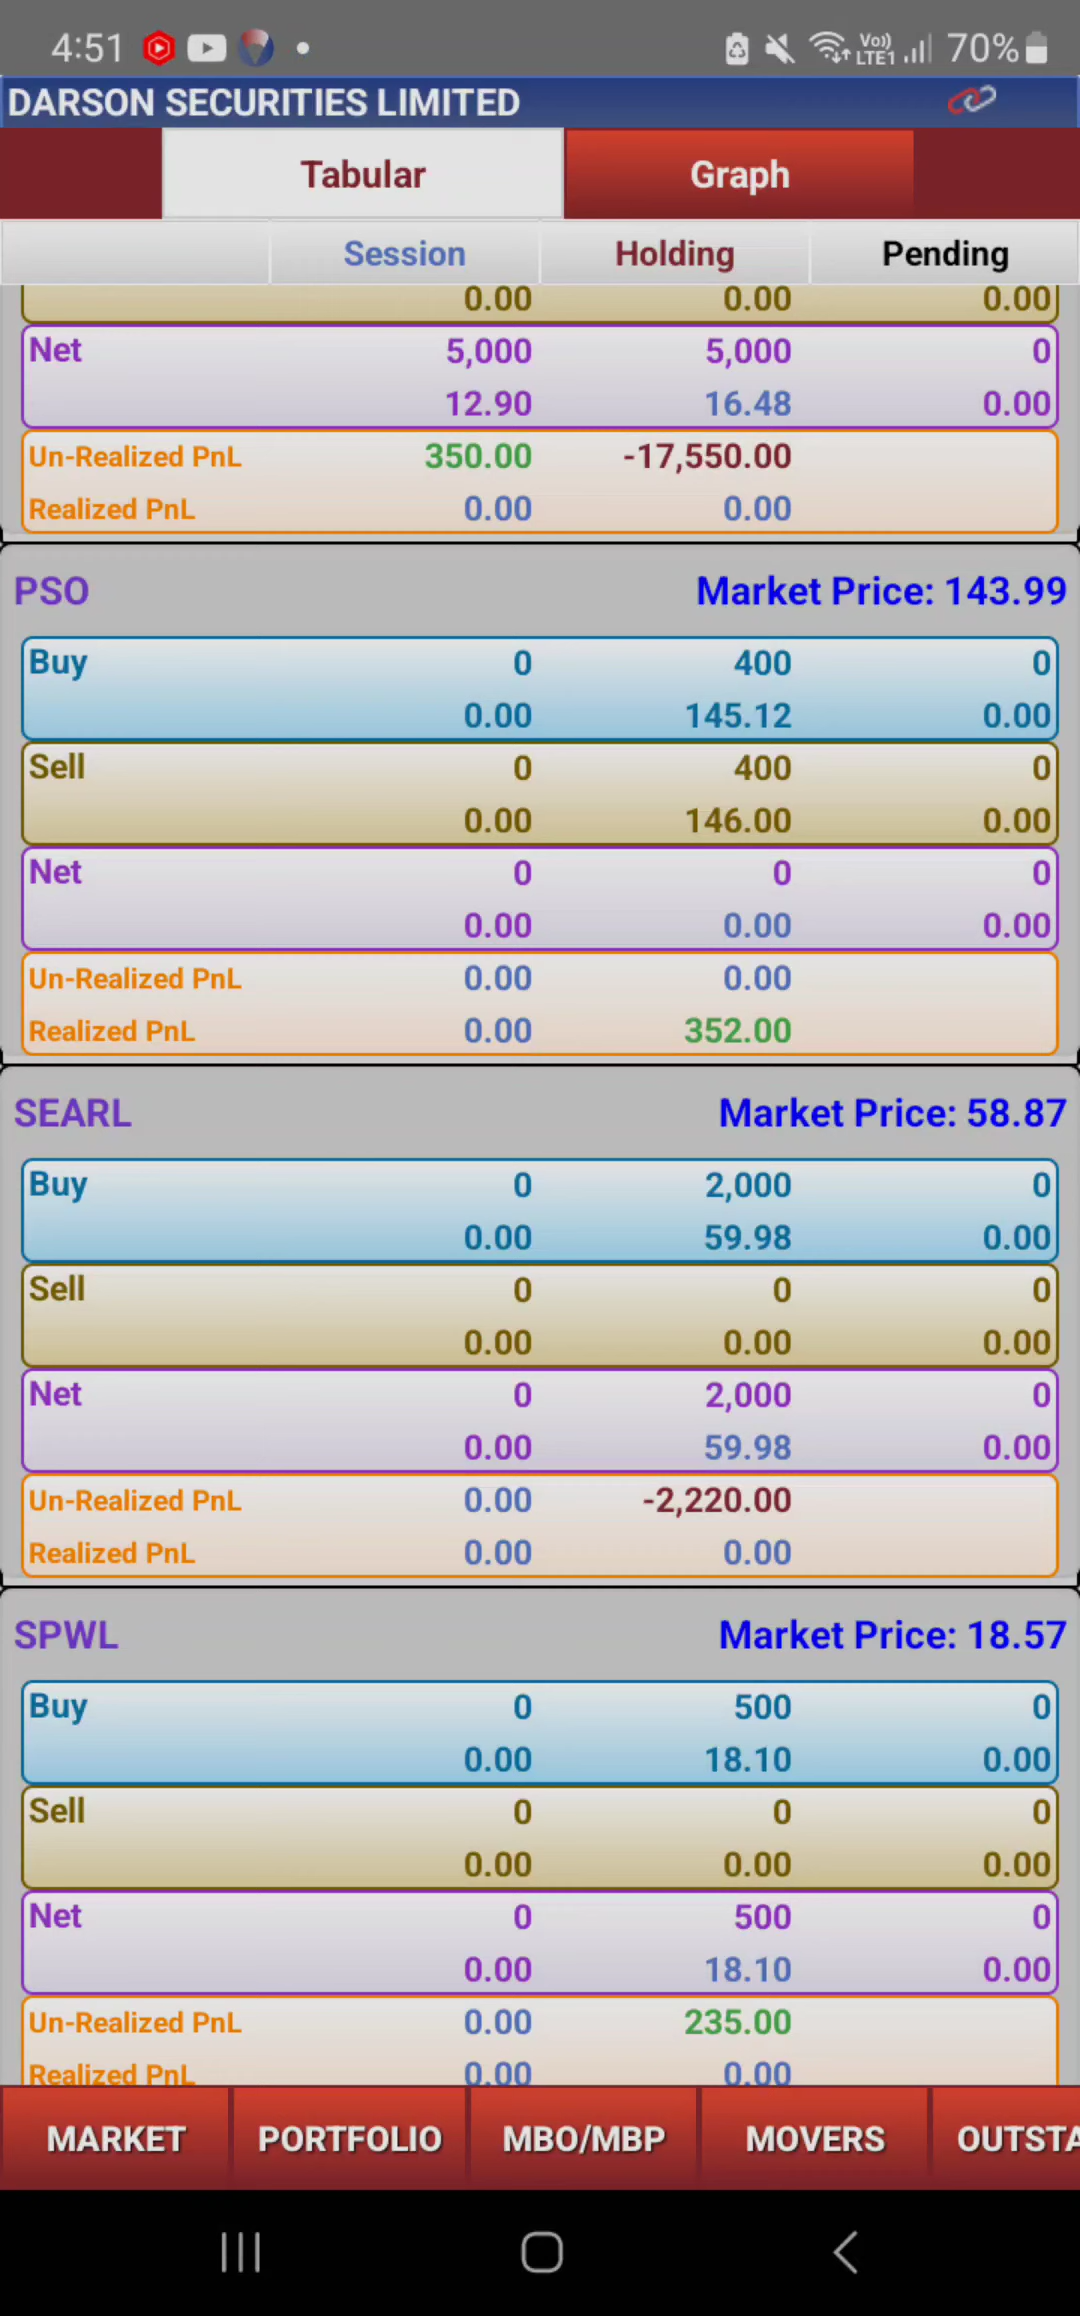 4:51 Vo)) LTE1 70%
DARSON SECURITIES LIMITED
Tabular Graph
Session Holding Pending
0.00 0.00 0.00
Net 5,000 5,000 0
12.90 16.48 0.00
Un-Realized PnL 350.00 -17,550.00
Realized PnL 0.00 0.00
PSO Market Price: 143.99
Buy 0 400 0
0.00 145.12 0.00
Sell 0 400 0
0.00 146.00 0.00
Net 0 0 0
0.00 0.00 0.00
Un-Realized PnL 0.00 0.00
Realized PnL 0.00 352.00
SEARL Market Price: 58.87
Buy 0 2,000 0
0.00 59.98 0.00
Sell 0 0 0
0.00 0.00 0.00
Net 0 2,000 0
0.00 59.98 0.00
Un-Realized PnL 0.00 -2,220.00
Realized PnL 0.00 0.00
SPWL Market Price: 18.57
Buy 0 500 0
0.00 18.10 0.00
Sell 0 0 0
0.00 0.00 0.00
Net 0 500 0
0.00 18.10 0.00
Un-Realized PnL 0.00 235.00
Realized PnL 0.00 0.00
MARKET PORTFOLIO MBO/MBP MOVERS OUTSTA